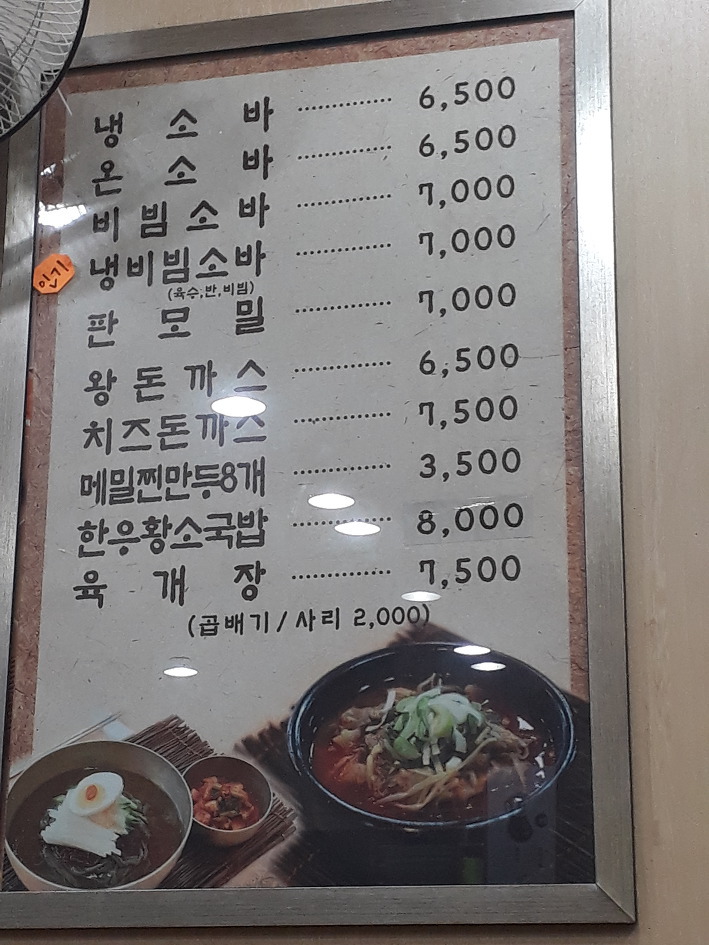 냉소바 ·············· 6,500
온소바 ·············· 6,500
비빔소바 ·············· 7,000
인기 냉비빔소바 ·············· 7,000
(육수,반,비빔)
판모밀 ·············· 7,000
왕돈까스 ·············· 6,500
치즈돈까스 ·············· 7,500
메밀찐만두8개 ·············· 3,500
한우황소국밥 ·············· 8,000
육개장 ·············· 7,500
(곱배기/사리 2,000)